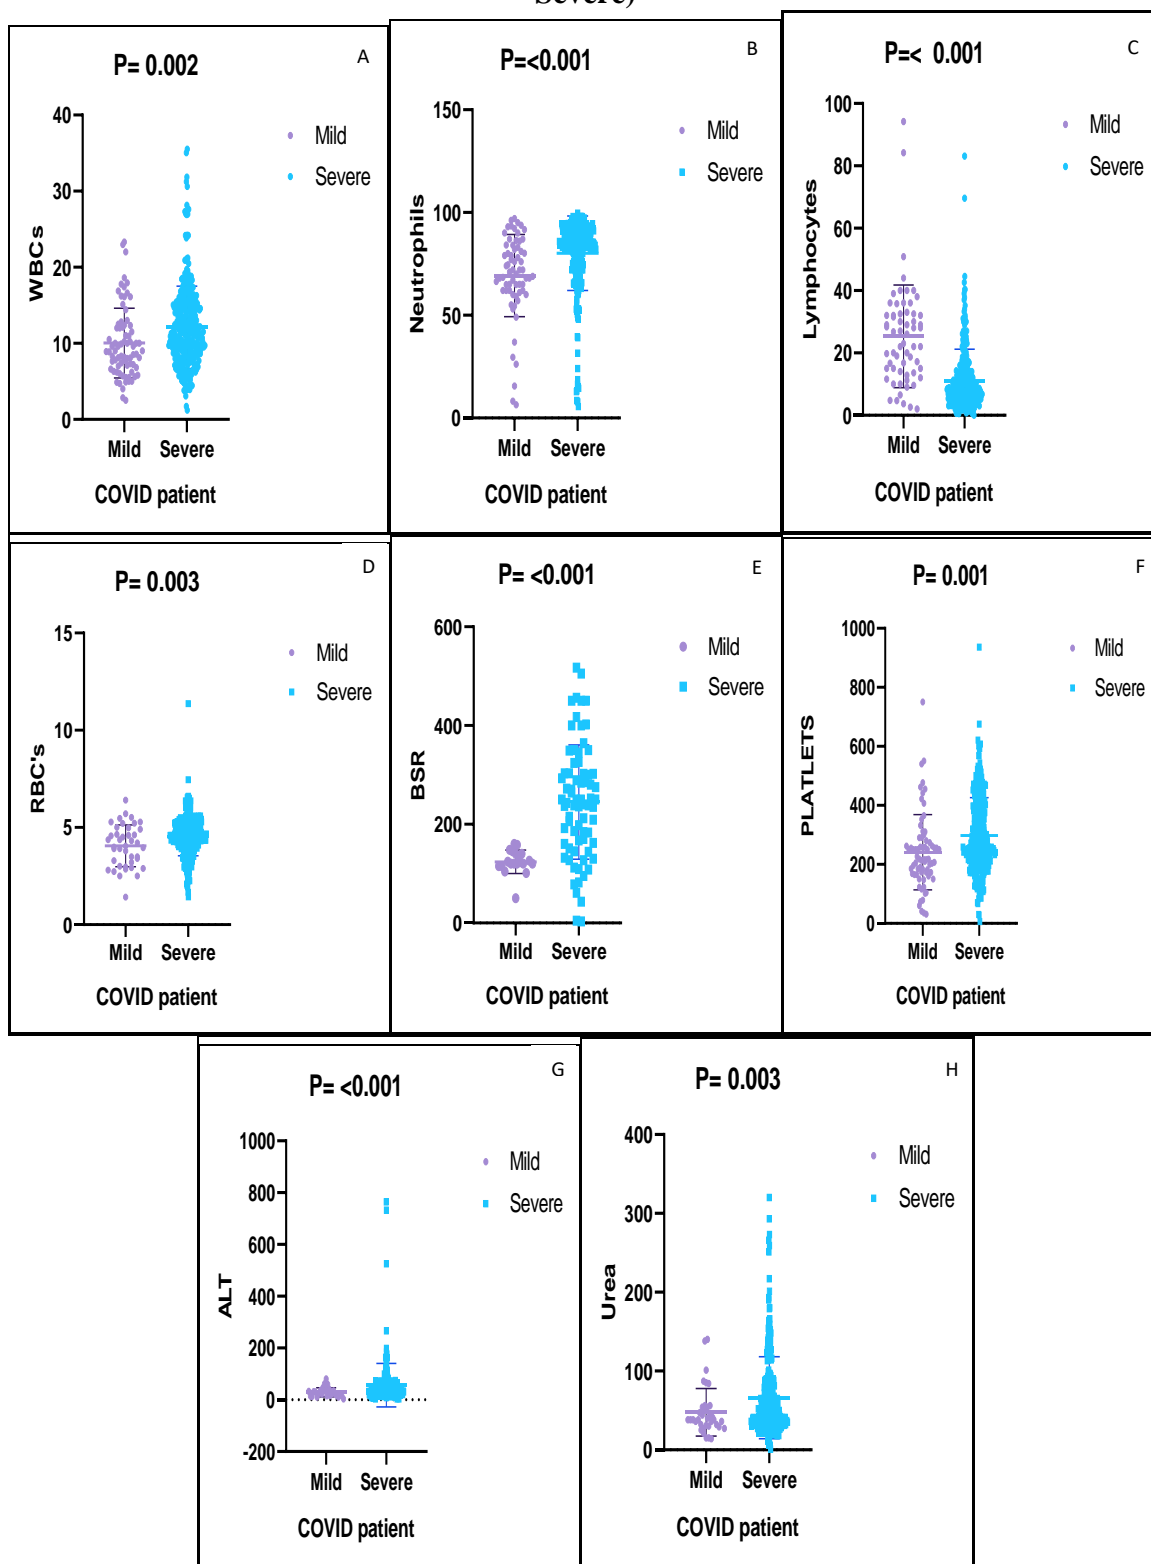 Severe)
P= 0.002
A
WBCs
40
30
20
10
0
Mild
Severe
Mild Severe
COVID patient
P=<0.001
B
Neutrophils
150
100
50
0
Mild
Severe
Mild Severe
COVID patient
P=< 0.001
C
Lymphocytes
100
80
60
40
20
0
Mild
Severe
Mild Severe
COVID patient
P= 0.003
D
RBC's
15
10
5
0
Mild
Severe
Mild Severe
COVID patient
P= <0.001
E
BSR
600
400
200
0
Mild
Severe
Mild Severe
COVID patient
P= 0.001
F
PLATLETS
1000
800
600
400
200
0
Mild
Severe
Mild Severe
COVID patient
P= <0.001
G
ALT
1000
800
600
400
200
0
-200
Mild
Severe
Mild Severe
COVID patient
P= 0.003
H
Urea
400
300
200
100
0
Mild
Severe
Mild Severe
COVID patient